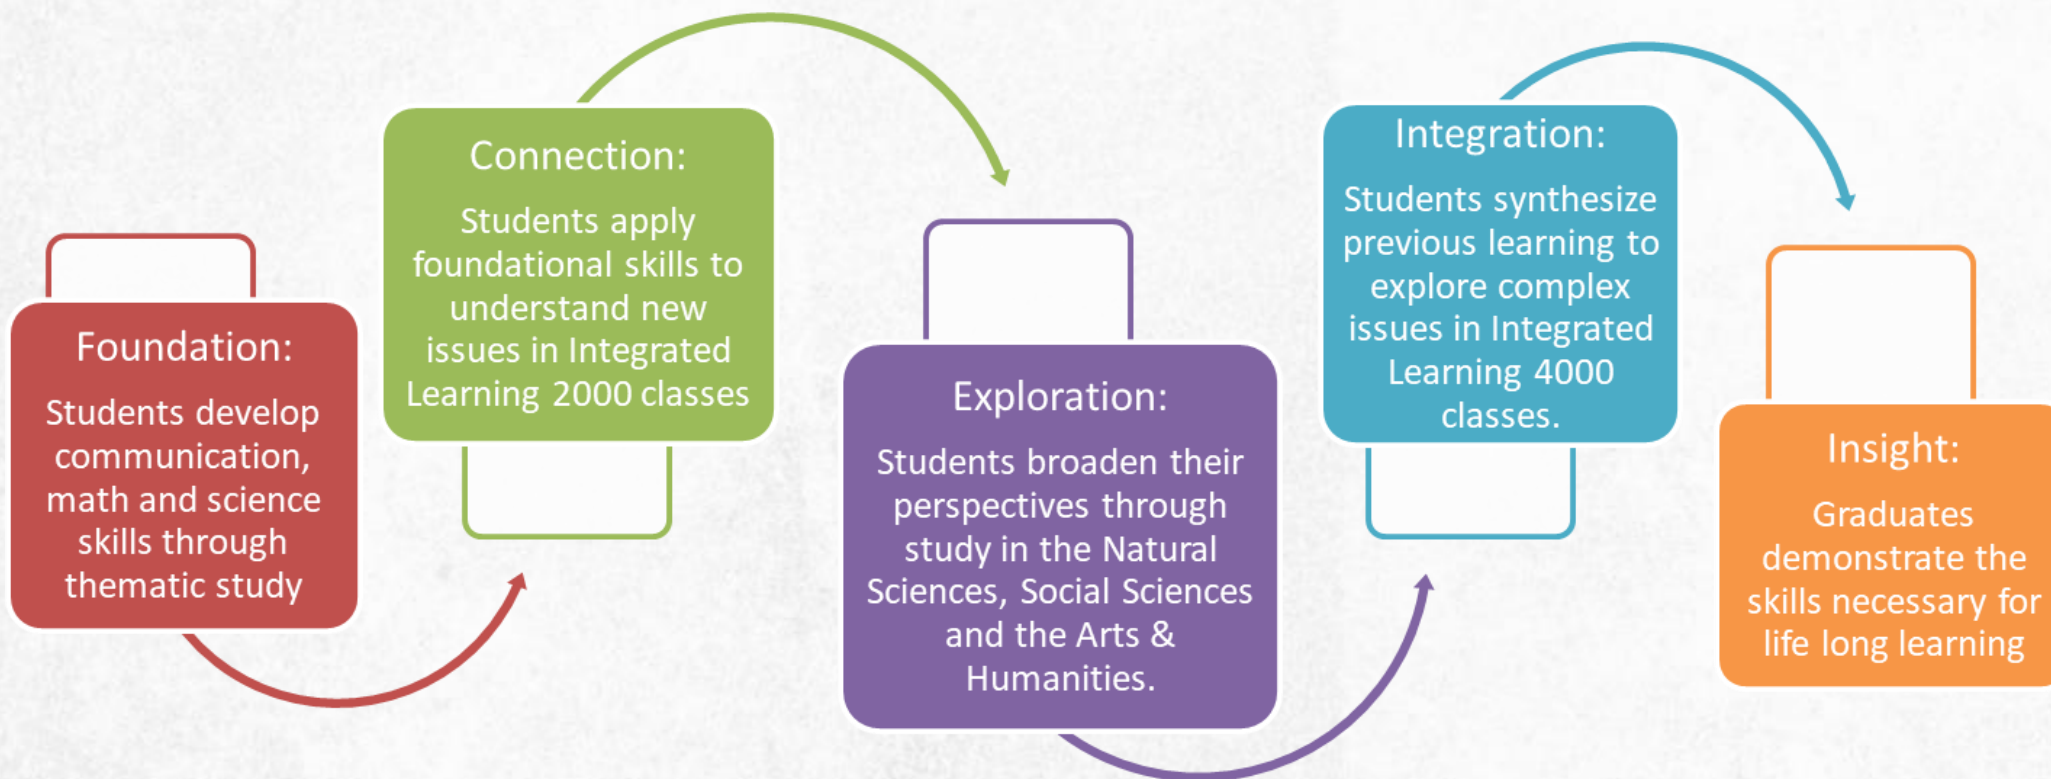 Foundation:
Students develop
communication,
math and science
skills through
thematic study
Connection:
Students apply
foundational skills to
understand new
issues in Integrated
Learning 2000 classes
Exploration:
Students broaden their
perspectives through
study in the Natural
Sciences, Social Sciences
and the Arts &
Humanities.
Integration:
Students synthesize
previous learning to
explore complex
issues in Integrated
Learning 4000
classes.
Insight:
Graduates
demonstrate the
skills necessary for
life long learning